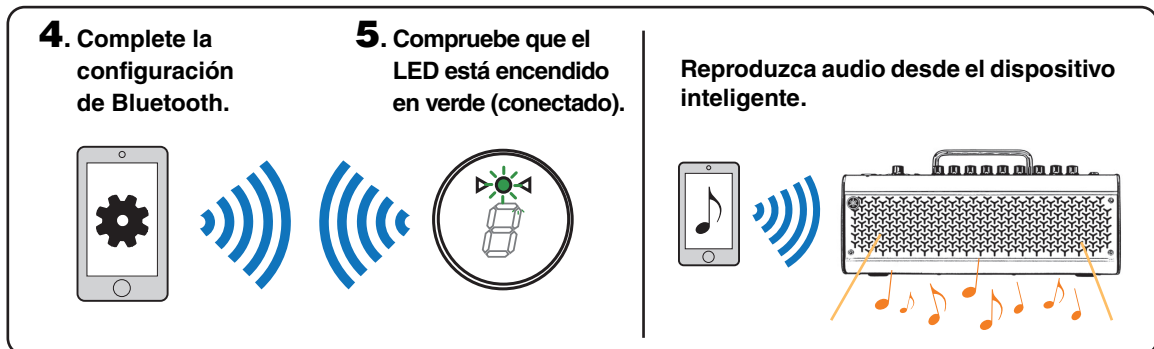 4. Complete la
configuración
de Bluetooth.
5. Compruebe que el
LED está encendido
en verde (conectado).
Reproduzca audio desde el dispositivo
inteligente.